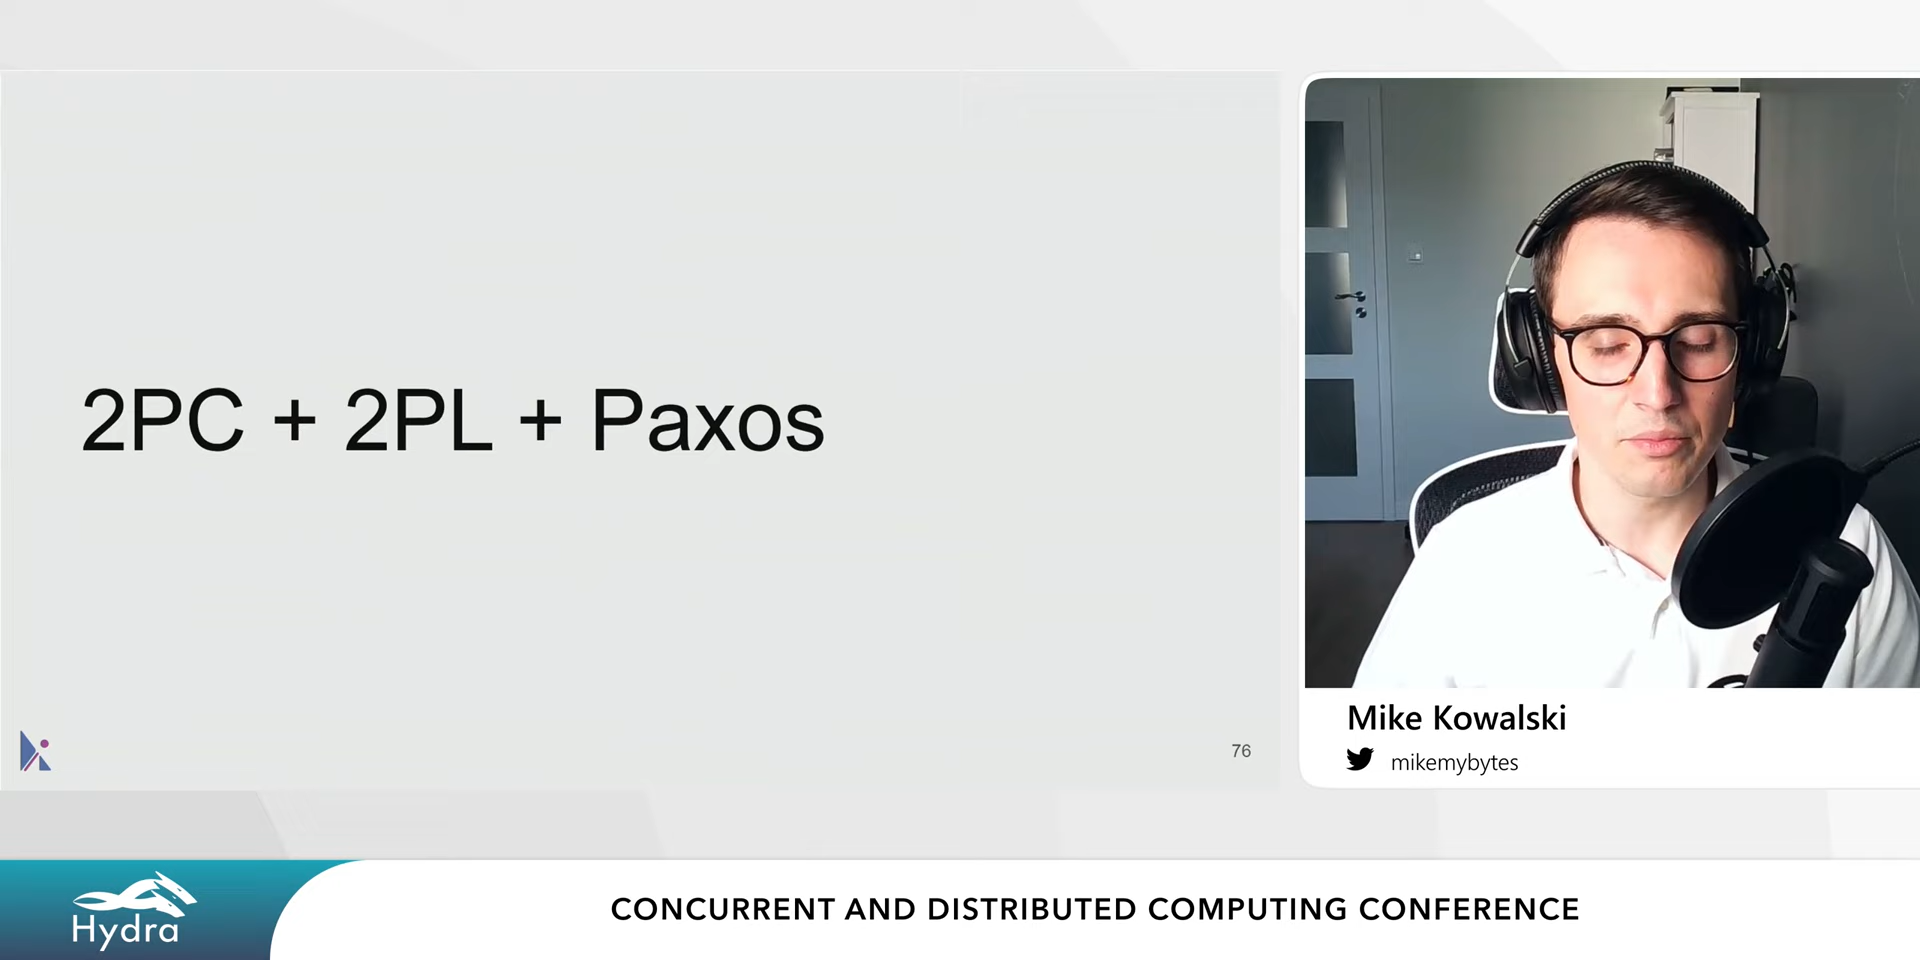 2PC + 2PL + Paxos
76
Mike Kowalski
mikemybytes
Hydra
CONCURRENT AND DISTRIBUTED COMPUTING CONFERENCE